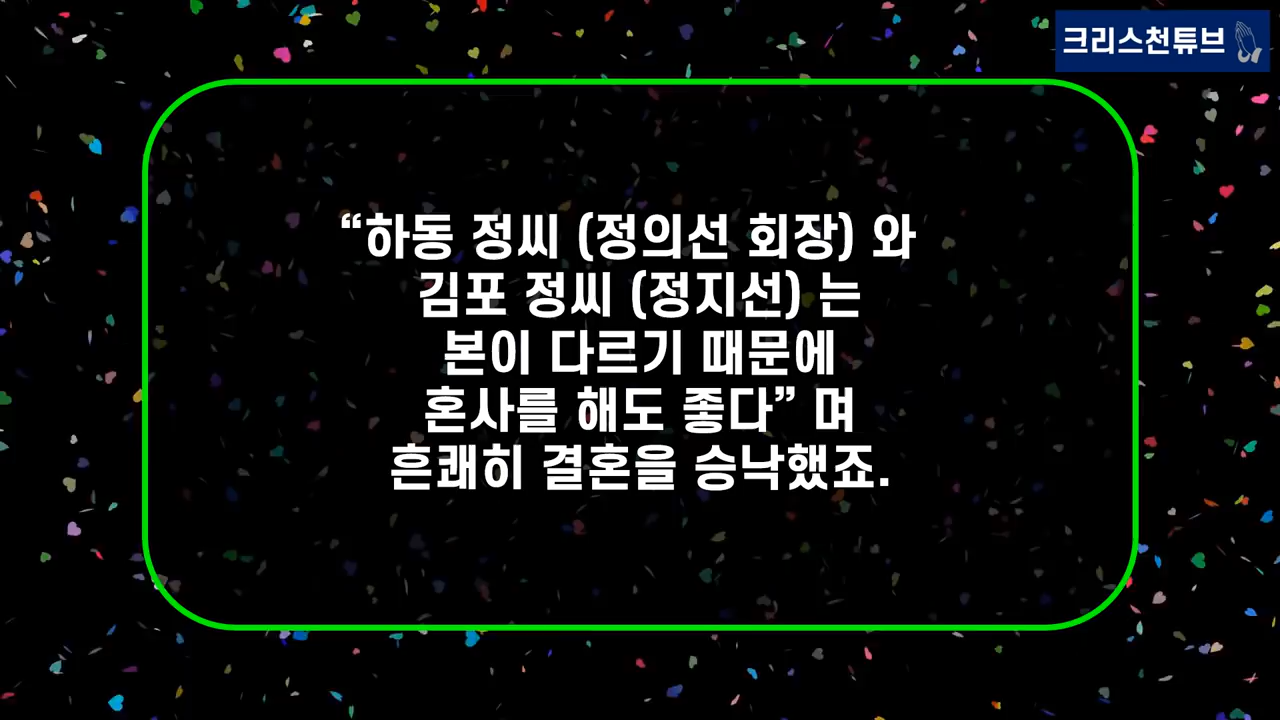 크리스천튜브
“하동 정씨 (정의선 회장) 와
김포 정씨 (정지선) 는
본이 다르기 때문에
혼사를 해도 좋다” 며
흔쾌히 결혼을 승낙했죠.